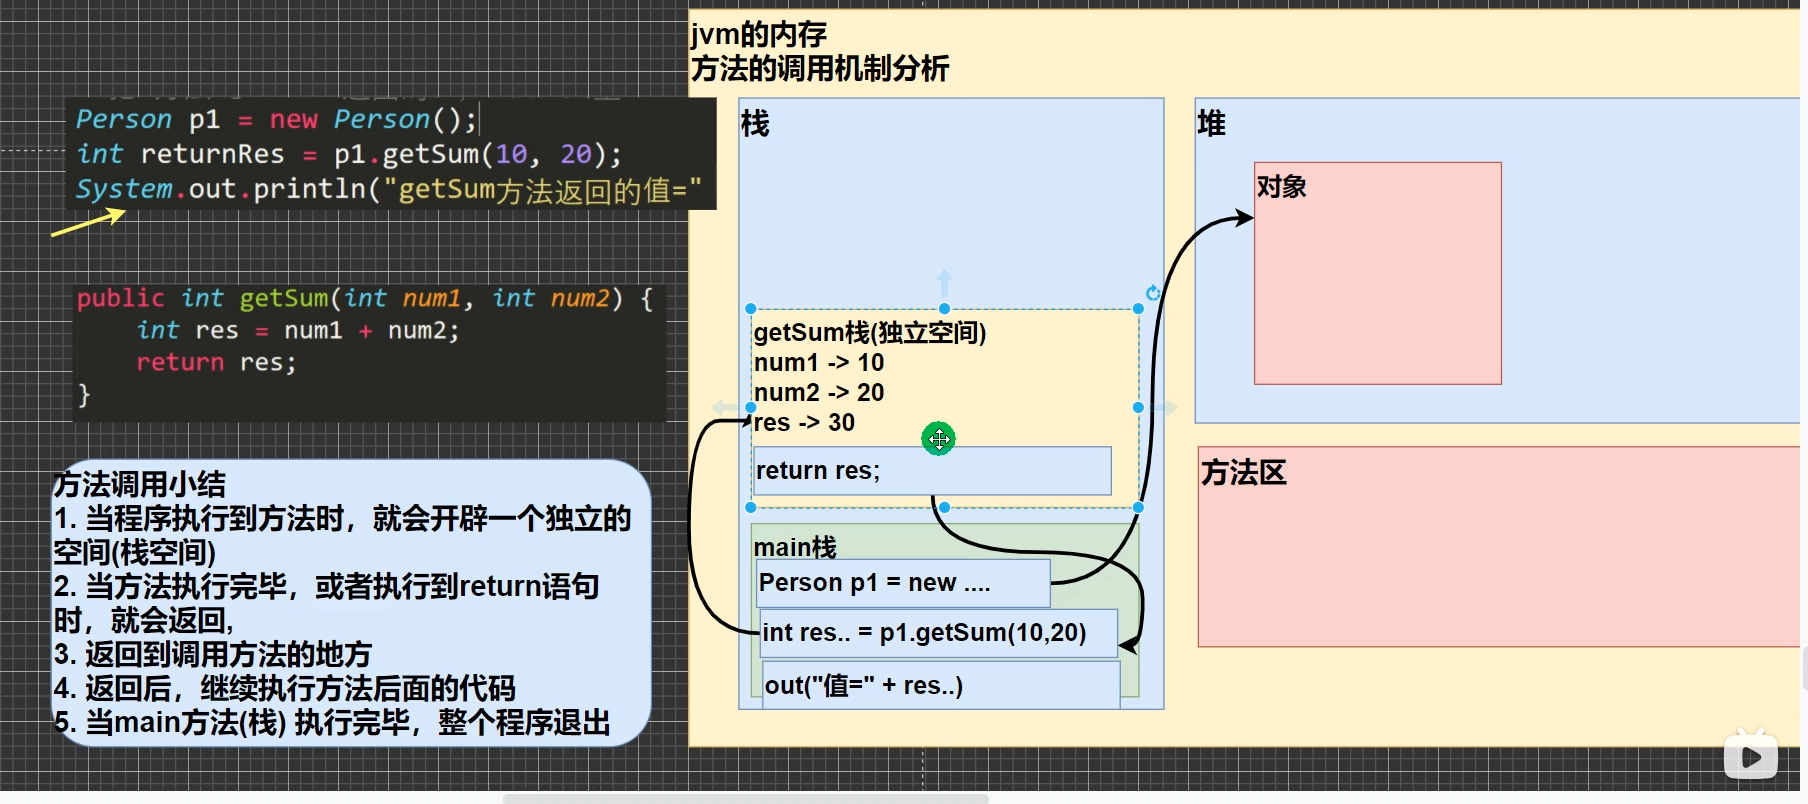 jvm的内存
方法的调用机制分析
Person p1 = new Person();
int returnRes = p1.getSum(10, 20);
System.out.println("getSum方法返回的值="
public int getSum(int num1, int num2) {
int res = num1 + num2;
return res;
}
方法调用小结
1. 当程序执行到方法时，就会开辟一个独立的
空间(栈空间)
2. 当方法执行完毕，或者执行到return语句
时，就会返回,
3. 返回到调用方法的地方
4. 返回后，继续执行方法后面的代码
5. 当main方法(栈) 执行完毕，整个程序退出
栈
getSum栈(独立空间)
num1 -> 10
num2 -> 20
res -> 30
return res;
main栈
Person p1 = new ....
int res.. = p1.getSum(10,20)
out("值=" + res..)
堆
对象
方法区